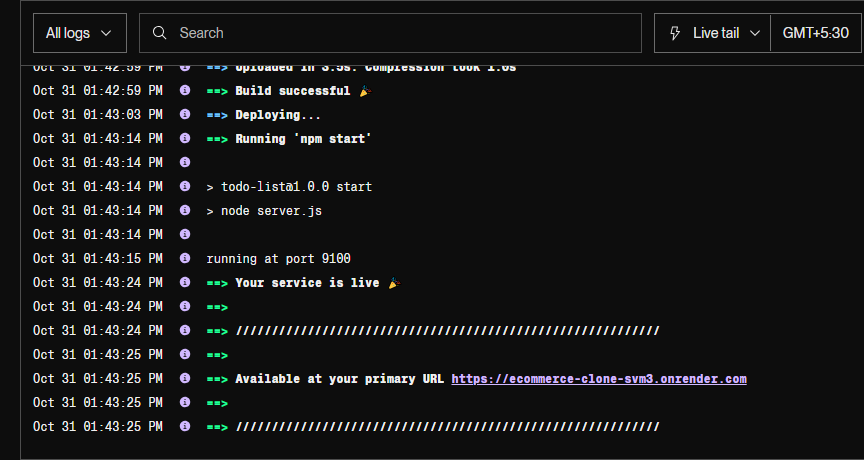 All logs
Search
Live tail
GMT+5:30
Oct 31 01:42:59 PM ==> Uploaded in 3.5s. Compression took 1.0s
Oct 31 01:42:59 PM ==> Build successful 🎉
Oct 31 01:43:03 PM ==> Deploying...
Oct 31 01:43:14 PM ==> Running 'npm start'
Oct 31 01:43:14 PM
Oct 31 01:43:14 PM > todo-list@1.0.0 start
Oct 31 01:43:14 PM > node server.js
Oct 31 01:43:14 PM
Oct 31 01:43:15 PM running at port 9100
Oct 31 01:43:24 PM ==> Your service is live 🎉
Oct 31 01:43:24 PM ==>
Oct 31 01:43:24 PM ==> ///////////////////////////////////////////////////////////
Oct 31 01:43:25 PM ==>
Oct 31 01:43:25 PM ==> Available at your primary URL https://ecommerce-clone-svm3.onrender.com
Oct 31 01:43:25 PM ==>
Oct 31 01:43:25 PM ==> ///////////////////////////////////////////////////////////